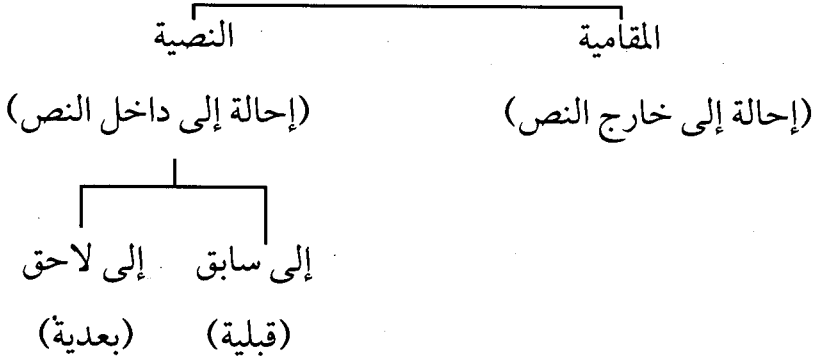 المقامية النصية
(إحالة إلى خارج النص) (إحالة إلى داخل النص)
إلى سابق إلى لاحق
(قبلية) (بعدية)